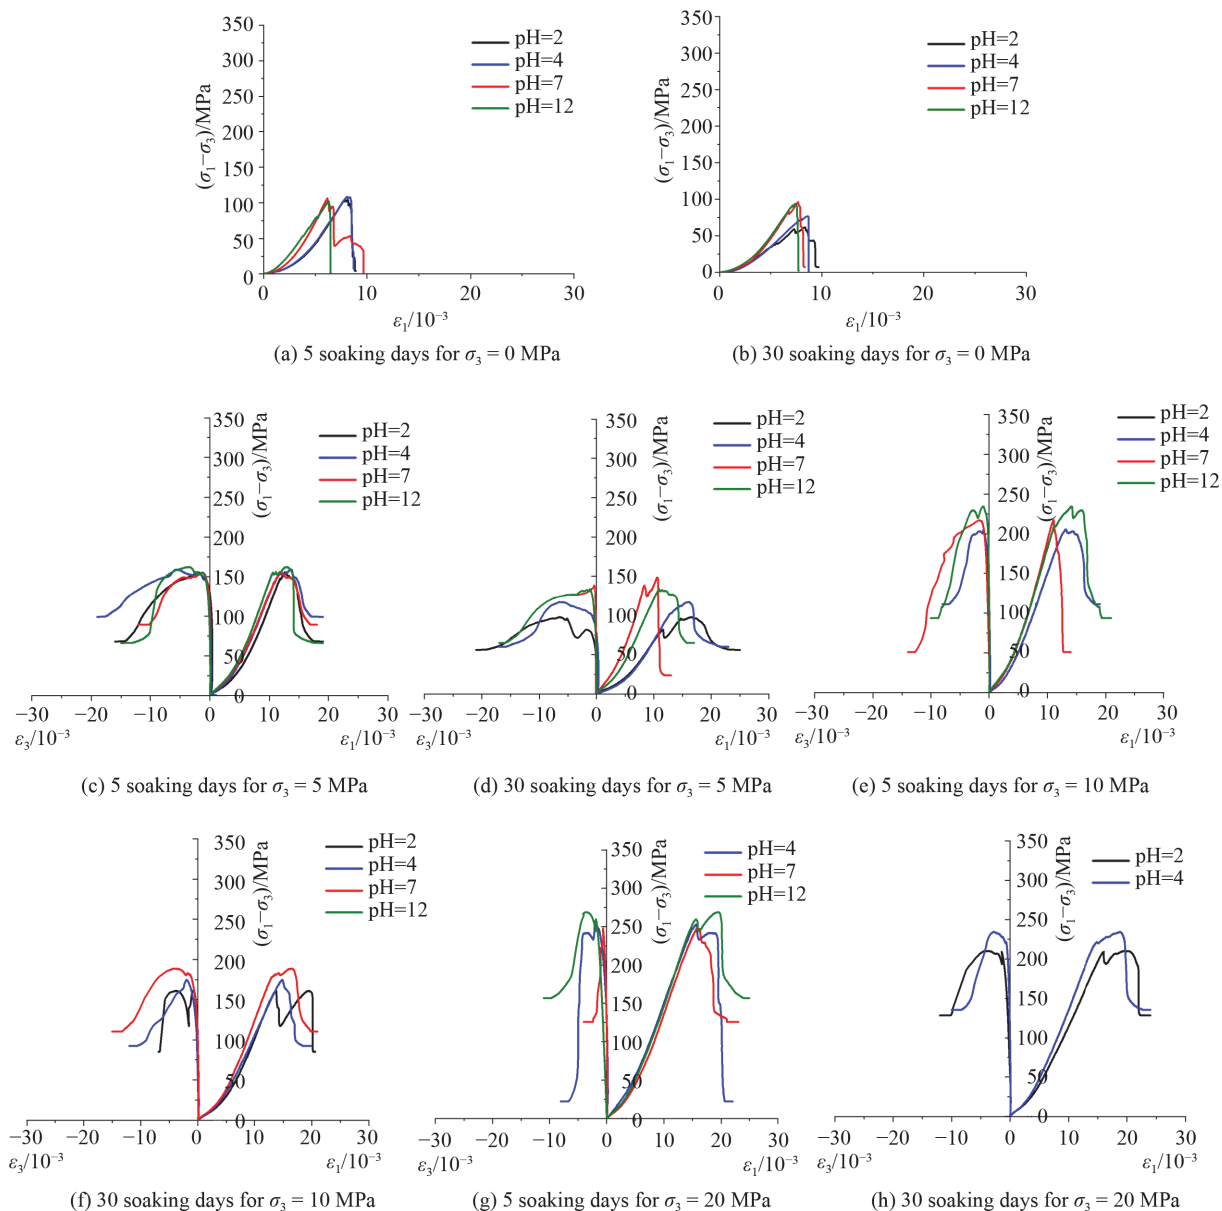 350
300
250
200
150
100
50
0
(σ₁−σ₃)/MPa
pH=2
pH=4
pH=7
pH=12
0 10 20 30
ε₁/10⁻³
(a) 5 soaking days for σ₃ = 0 MPa
350
300
250
200
150
100
50
0
(σ₁−σ₃)/MPa
pH=2
pH=4
pH=7
pH=12
0 10 20 30
ε₁/10⁻³
(b) 30 soaking days for σ₃ = 0 MPa
350
300
250
200
150
100
50
0
(σ₁−σ₃)/MPa
pH=2
pH=4
pH=7
pH=12
−30 −20 −10 0 10 20 30
ε₃/10⁻³ ε₁/10⁻³
(c) 5 soaking days for σ₃ = 5 MPa
350
300
250
200
150
100
50
0
(σ₁−σ₃)/MPa
pH=2
pH=4
pH=7
pH=12
−30 −20 −10 0 10 20 30
ε₃/10⁻³ ε₁/10⁻³
(d) 30 soaking days for σ₃ = 5 MPa
350
300
250
200
150
100
50
0
(σ₁−σ₃)/MPa
pH=2
pH=4
pH=7
pH=12
−30 −20 −10 0 10 20 30
ε₃/10⁻³ ε₁/10⁻³
(e) 5 soaking days for σ₃ = 10 MPa
350
300
250
200
150
100
50
0
(σ₁−σ₃)/MPa
pH=2
pH=4
pH=7
pH=12
−30 −20 −10 0 10 20 30
ε₃/10⁻³ ε₁/10⁻³
(f) 30 soaking days for σ₃ = 10 MPa
350
300
250
200
150
100
50
0
(σ₁−σ₃)/MPa
pH=4
pH=7
pH=12
−30 −20 −10 0 10 20 30
ε₃/10⁻³ ε₁/10⁻³
(g) 5 soaking days for σ₃ = 20 MPa
350
300
250
200
150
100
50
0
(σ₁−σ₃)/MPa
pH=2
pH=4
−30 −20 −10 0 10 20 30
ε₃/10⁻³ ε₁/10⁻³
(h) 30 soaking days for σ₃ = 20 MPa